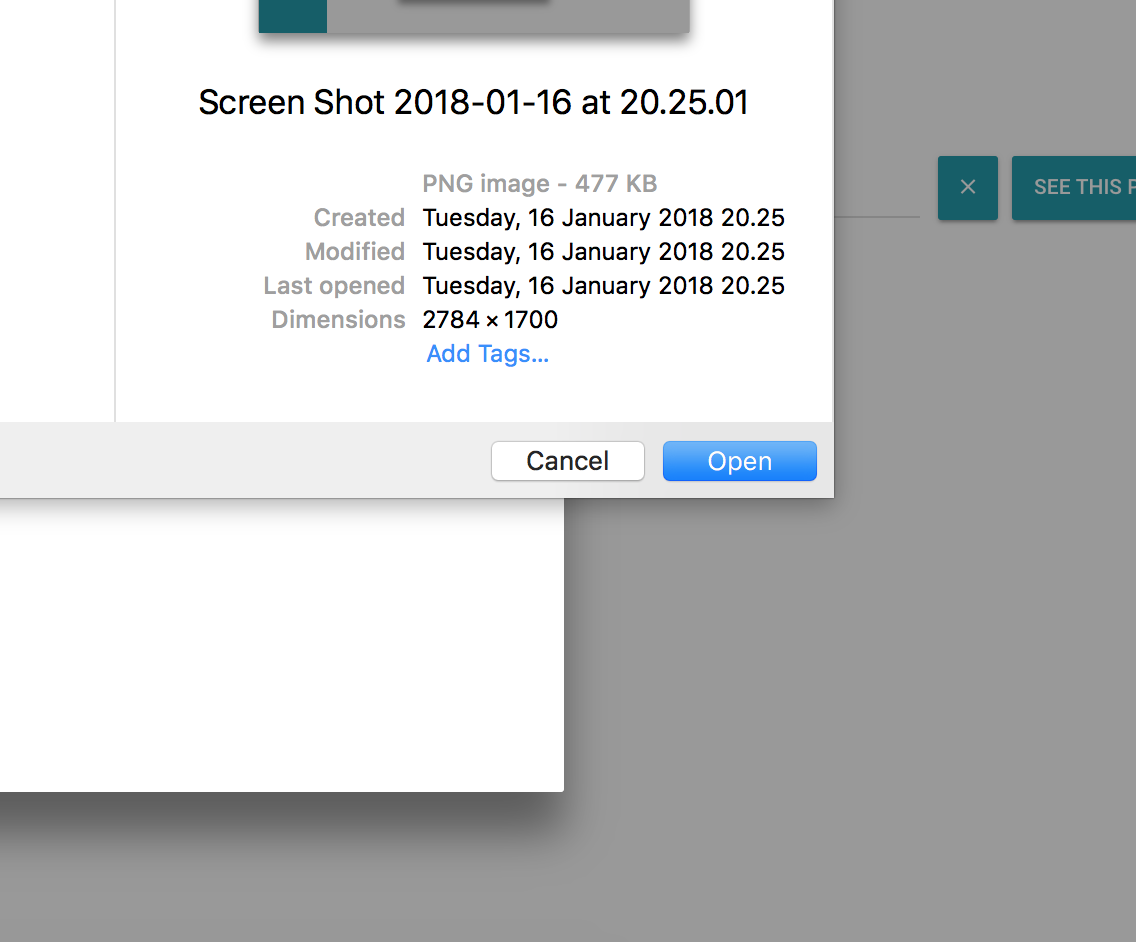 Screen Shot 2018-01-16 at 20.25.01
PNG image - 477 KB
Created Tuesday, 16 January 2018 20.25
Modified Tuesday, 16 January 2018 20.25
Last opened Tuesday, 16 January 2018 20.25
Dimensions 2784 × 1700
Add Tags...
× SEE THIS
Cancel Open